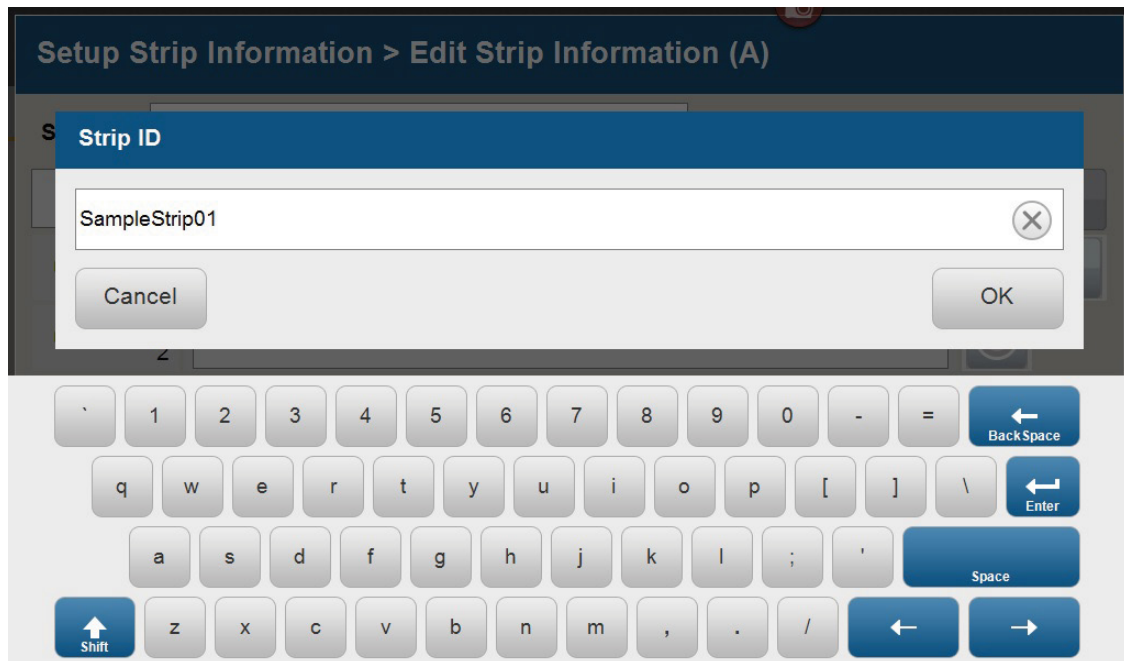 Setup Strip Information > Edit Strip Information (A)
S
Strip ID
SampleStrip01
Cancel
OK
2
` 1 2 3 4 5 6 7 8 9 0 - = BackSpace
q w e r t y u i o p [ ] \ Enter
a s d f g h j k l ; ' Space
Shift z x c v b n m , . /